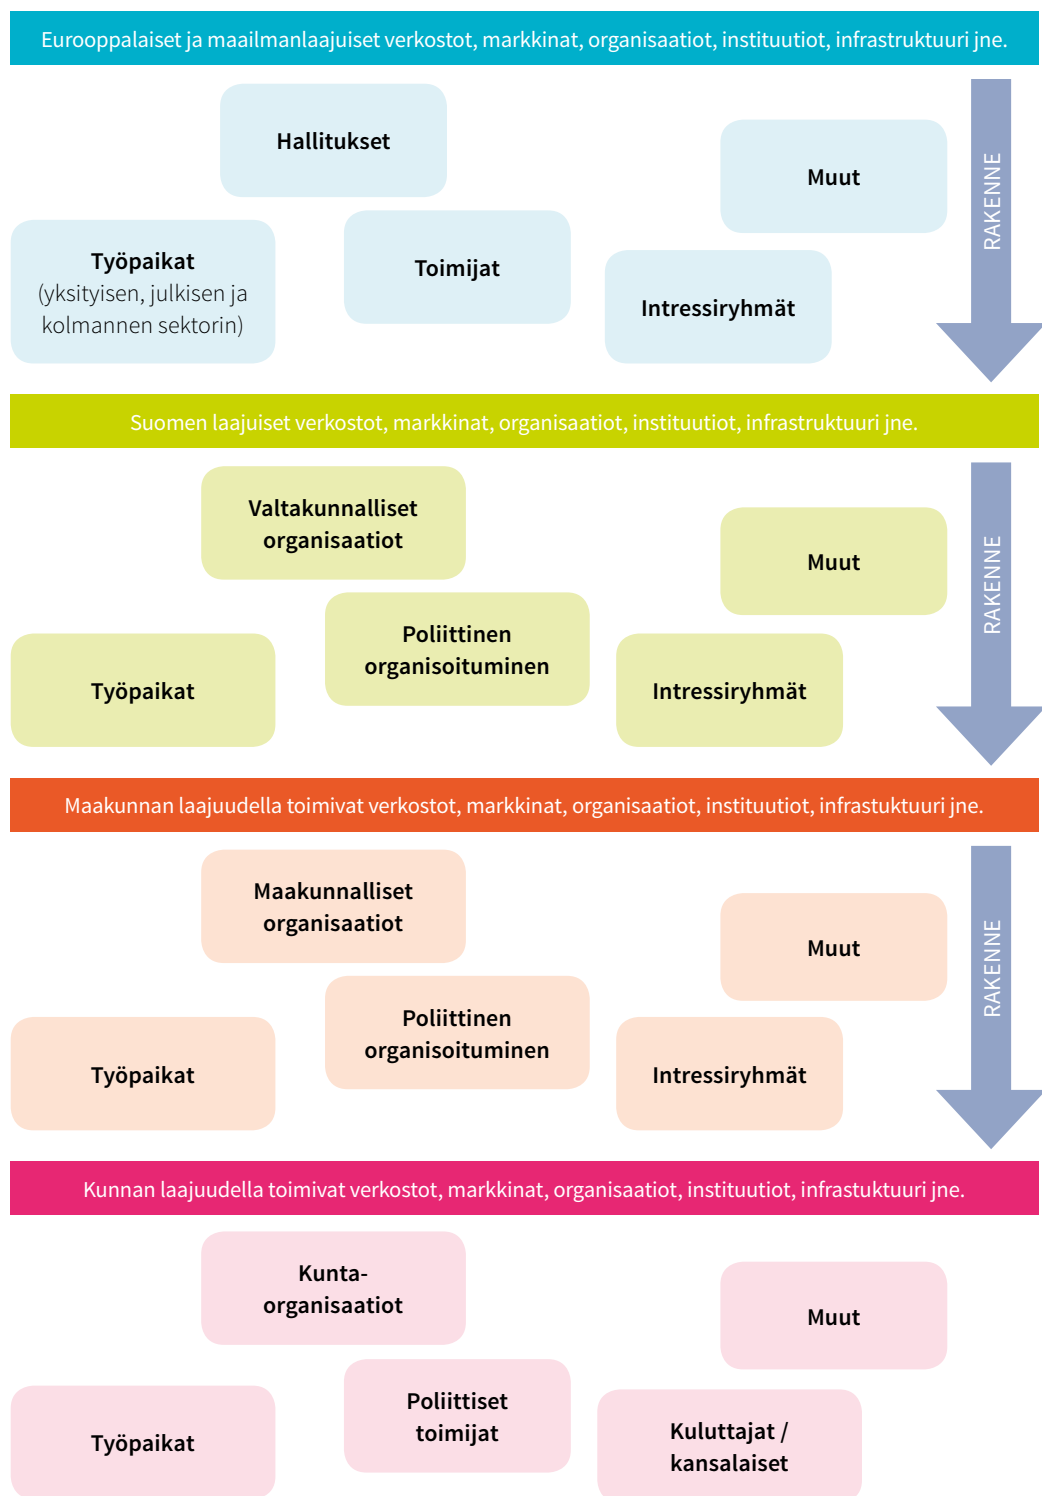 Eurooppalaiset ja maailmanlaajuiset verkostot, markkinat, organisaatiot, instituutiot, infrastruktuuri jne.
Hallitukset
Muut
RAKENNE
Työpaikat
(yksityisen, julkisen ja
kolmannen sektorin)
Toimijat
Intressiryhmät
Suomen laajuiset verkostot, markkinat, organisaatiot, instituutiot, infrastruktuuri jne.
Valtakunnalliset
organisaatiot
Muut
RAKENNE
Poliittinen
organisoituminen
Työpaikat
Intressiryhmät
Maakunnan laajuudella toimivat verkostot, markkinat, organisaatiot, instituutiot, infrastuktuuri jne.
Maakunnalliset
organisaatiot
Muut
RAKENNE
Poliittinen
organisoituminen
Työpaikat
Intressiryhmät
Kunnan laajuudella toimivat verkostot, markkinat, organisaatiot, instituutiot, infrastuktuuri jne.
Kunta-
organisaatiot
Muut
Poliittiset
toimijat
Työpaikat
Kuluttajat /
kansalaiset